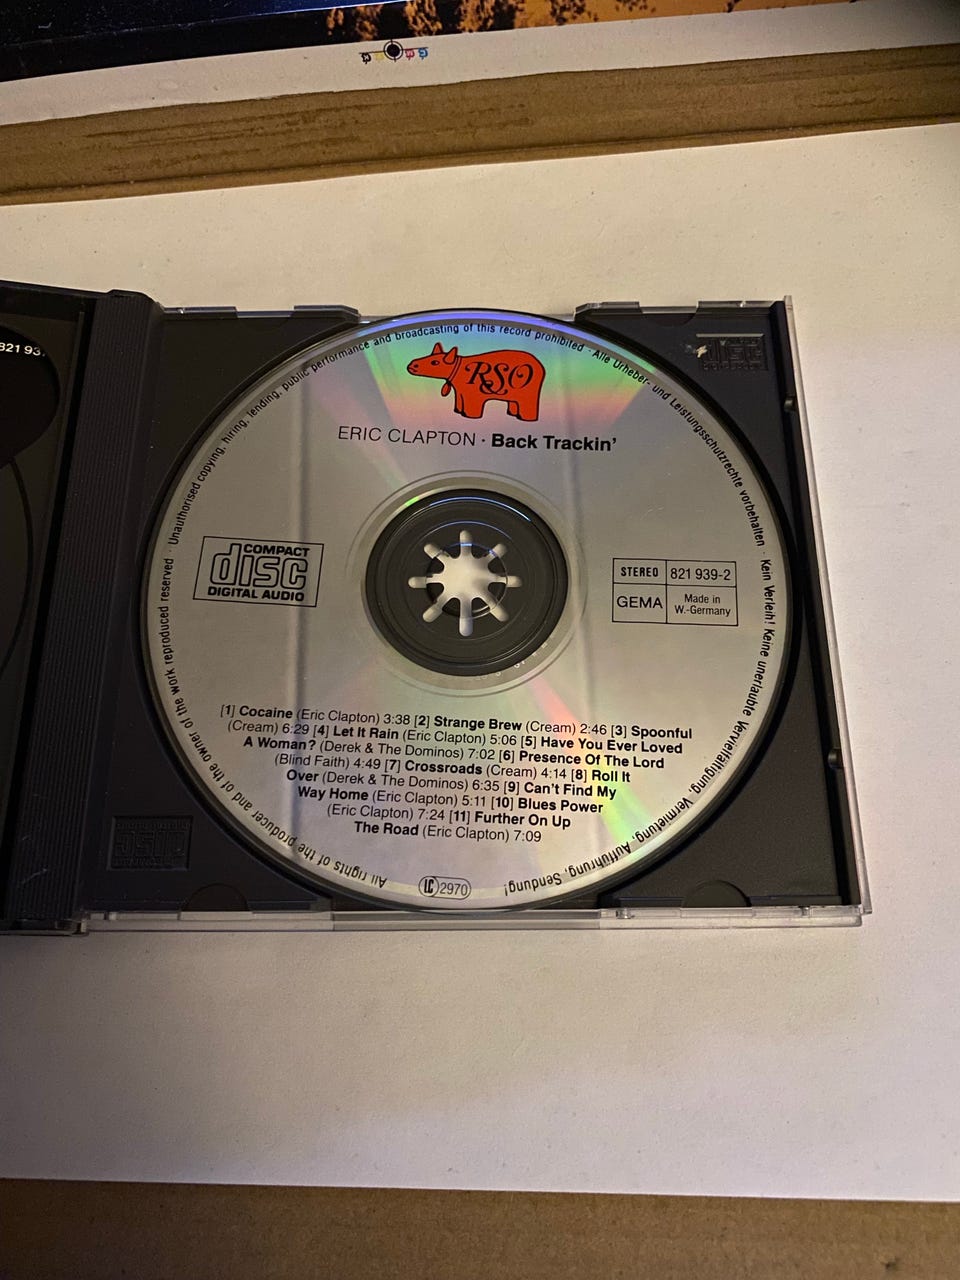 821 93
RSO
ERIC CLAPTON · Back Trackin'
COMPACT
disc
DIGITAL AUDIO
STEREO 821 939-2
GEMA Made in
W.-Germany
[1] Cocaine (Eric Clapton) 3:38 [2] Strange Brew (Cream) 2:46 [3] Spoonful
(Cream) 6:29 [4] Let It Rain (Eric Clapton) 5:06 [5] Have You Ever Loved
A Woman? (Derek & The Dominos) 7:02 [6] Presence Of The Lord
(Blind Faith) 4:49 [7] Crossroads (Cream) 4:14 [8] Roll It
Over (Derek & The Dominos) 6:35 [9] Can't Find My
Way Home (Eric Clapton) 5:11 [10] Blues Power
(Eric Clapton) 7:24 [11] Further On Up
The Road (Eric Clapton) 7:09
LC 2970
All rights of the producer and of the owner of the work reproduced reserved · Unauthorised copying, hiring, lending, public performance and broadcasting of this record prohibited · Alle Urheber- und Leistungsschutzrechte vorbehalten · Kein Verleih! Keine unerlaubte Vervielfältigung, Vermietung, Aufführung, Sendung!
disc
disc